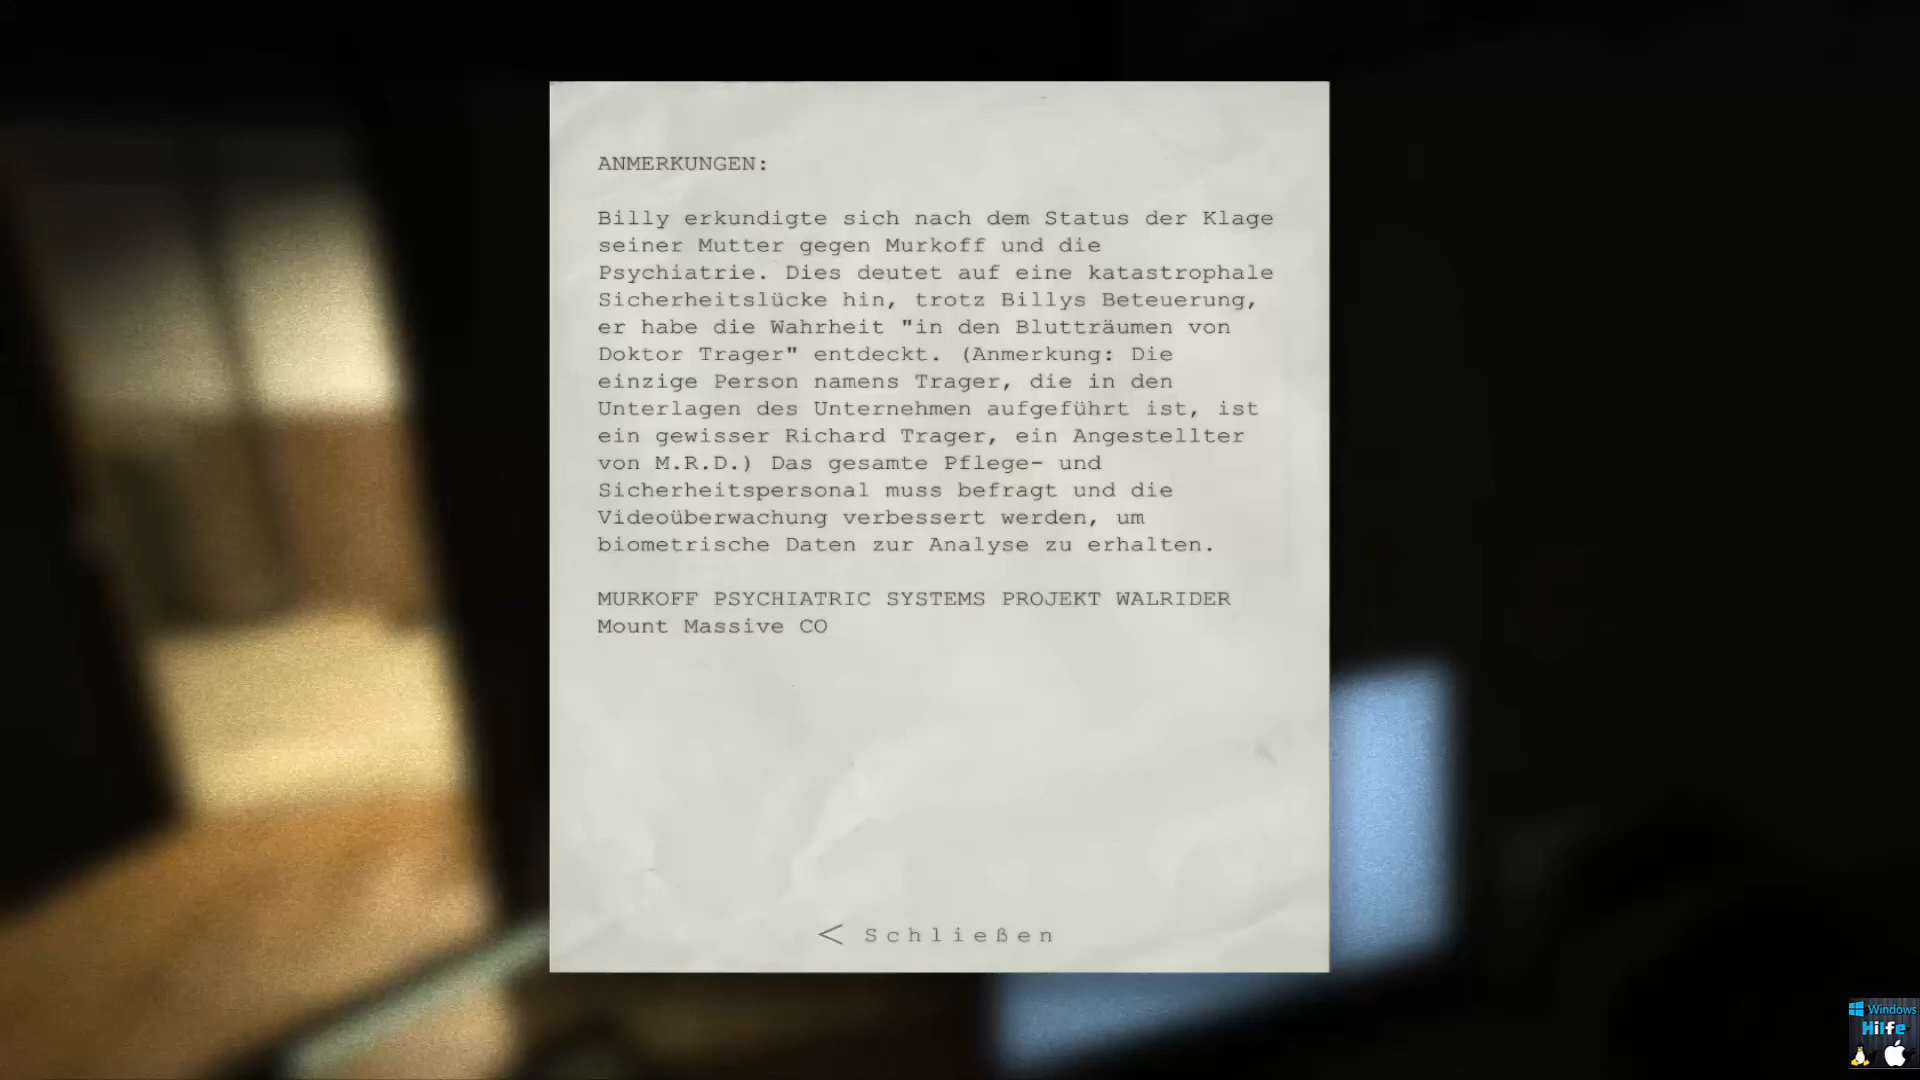 ANMERKUNGEN:
Billy erkundigte sich nach dem Status der Klage
seiner Mutter gegen Murkoff und die
Psychiatrie. Dies deutet auf eine katastrophale
Sicherheitslücke hin, trotz Billys Beteuerung,
er habe die Wahrheit "in den Blutträumen von
Doktor Trager" entdeckt. (Anmerkung: Die
einzige Person namens Trager, die in den
Unterlagen des Unternehmen aufgeführt ist, ist
ein gewisser Richard Trager, ein Angestellter
von M.R.D.) Das gesamte Pflege- und
Sicherheitspersonal muss befragt und die
Videoüberwachung verbessert werden, um
biometrische Daten zur Analyse zu erhalten.
MURKOFF PSYCHIATRIC SYSTEMS PROJEKT WALRIDER
Mount Massive CO
< Schließen
Windows
Hilfe